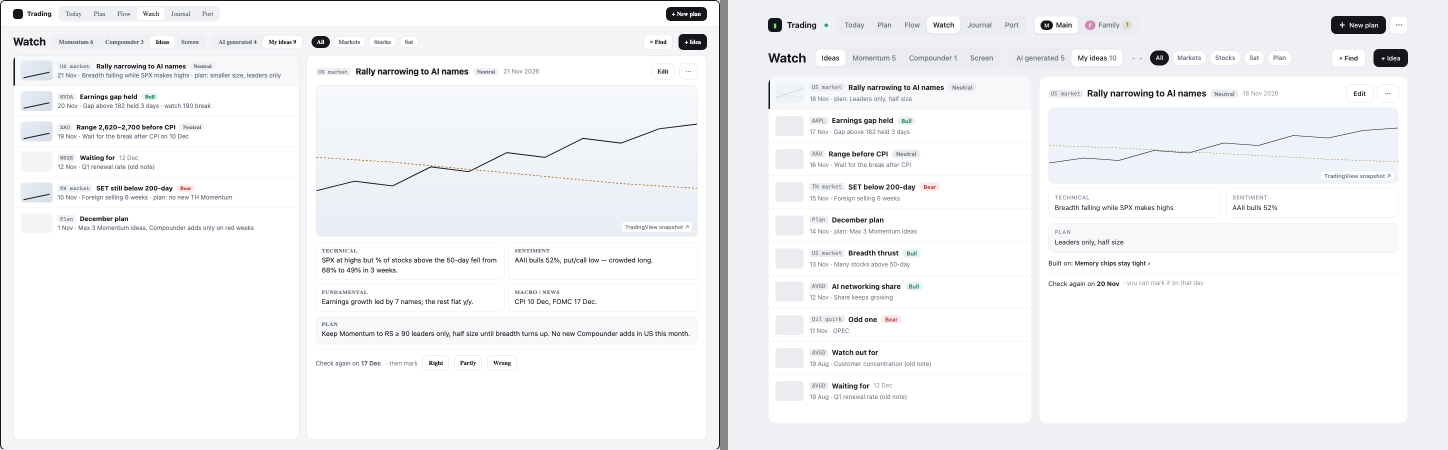 Trading Today Plan Flow Watch Journal Port + New plan
Watch Momentum 6 Compounder 3 Ideas Screen AI generated 4 My ideas 9 All Markets Stocks Sat Find + Idea
US market Rally narrowing to AI names Neutral
21 Nov · Breadth falling while SPX makes highs · plan: smaller size, leaders only
NVDA Earnings gap held Bull
20 Nov · Gap above 182 held 3 days · watch 190 break
XAU Range 2,620–2,700 before CPI Neutral
19 Nov · Wait for the break after CPI on 10 Dec
Waiting for 12 Dec
12 Nov · Q1 renewal rate (old note)
TH market SET still below 200-day Bear
10 Nov · Foreign selling 6 weeks · plan: no new TH Momentum
Plan December plan
1 Nov · Max 3 Momentum ideas, Compounder adds only on red weeks
US market Rally narrowing to AI names Neutral 21 Nov 2026 Edit ···
TradingView snapshot ↗
TECHNICAL
SPX at highs but % of stocks above the 50-day fell from
68% to 49% in 3 weeks.
SENTIMENT
AAII bulls 52%, put/call low — crowded long.
FUNDAMENTAL
Earnings growth led by 7 names; the rest flat y/y.
MACRO / NEWS
CPI 10 Dec, FOMC 17 Dec.
PLAN
Keep Momentum to RS ≥ 90 leaders only, half size until breadth turns up. No new Compounder adds in US this month.
Check again on 17 Dec · then mark Right Partly Wrong
Trading Today Plan Flow Watch Journal Port M Main F Family 1 + New plan ···
Watch Ideas Momentum 5 Compounder 1 Screen AI generated 5 My ideas 10 All Markets Stocks Sat Plan Find + Idea
US market Rally narrowing to AI names Neutral
18 Nov · plan: Leaders only, half size
AAPL Earnings gap held Bull
17 Nov · Gap above 182 held 3 days
XAU Range before CPI Neutral
16 Nov · Wait for the break after CPI
TH market SET below 200-day Bear
15 Nov · Foreign selling 6 weeks
Plan December plan
14 Nov · plan: Max 3 Momentum ideas
US market Breadth thrust Bull
13 Nov · Many stocks above 50-day
AVGO AI networking share Bull
12 Nov · Share keeps growing
Oil quirk Odd one Bear
11 Nov · OPEC
AVGO Watch out for
19 Aug · Customer concentration (old note)
AVGO Waiting for 12 Dec
19 Aug · Q1 renewal rate (old note)
US market Rally narrowing to AI names Neutral 18 Nov 2026 Edit ···
TradingView snapshot ↗
TECHNICAL
Breadth falling while SPX makes highs
SENTIMENT
AAII bulls 52%
PLAN
Leaders only, half size
Built on: Memory chips stay tight ›
Check again on 20 Nov · you can mark it on that day